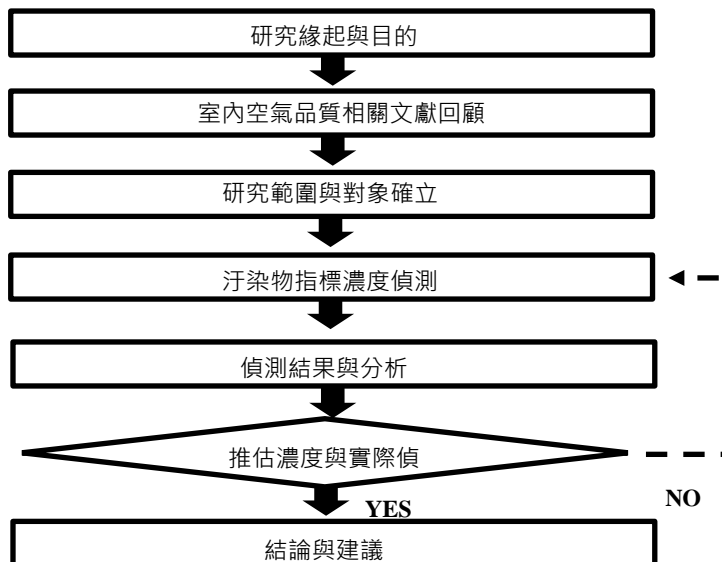 研究緣起與目的
室內空氣品質相關文獻回顧
研究範圍與對象確立
汙染物指標濃度偵測
偵測結果與分析
推估濃度與實際偵
YES
NO
結論與建議